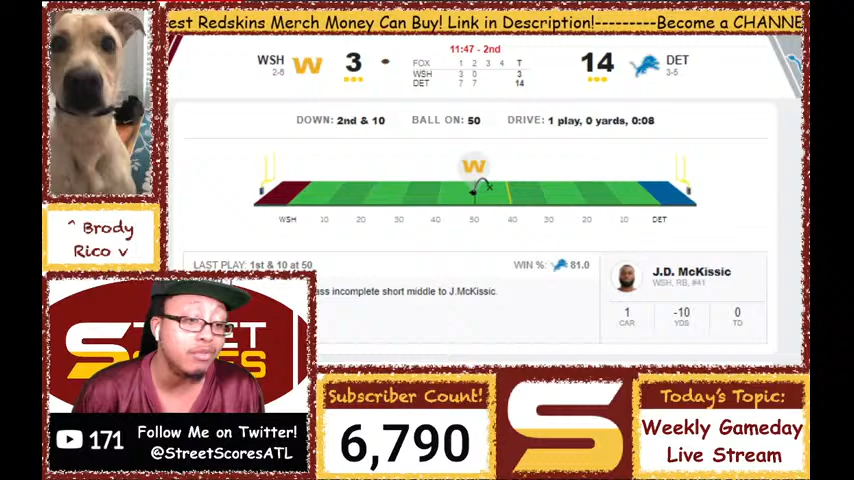 est Redskins Merch Money Can Buy! Link in Description!---------Become a CHANNE
WSH
2-6
W
3
11:47 - 2nd
FOX 1 2 3 4 T
WSH 3 0 3
DET 7 7 14
14
DET
3-5
DOWN: 2nd & 10 BALL ON: 50 DRIVE: 1 play, 0 yards, 0:08
W
WSH 10 20 30 40 50 40 30 20 10 DET
^ Brody
Rico v
LAST PLAY: 1st & 10 at 50
WIN %: 81.0
ass incomplete short middle to J.McKissic.
J.D. McKissic
WSH, RB, #41
1 -10 0
CAR YDS TD
171
Follow Me on Twitter!
@StreetScoresATL
Subscriber Count!
6,790
S
Today's Topic:
Weekly Gameday
Live Stream